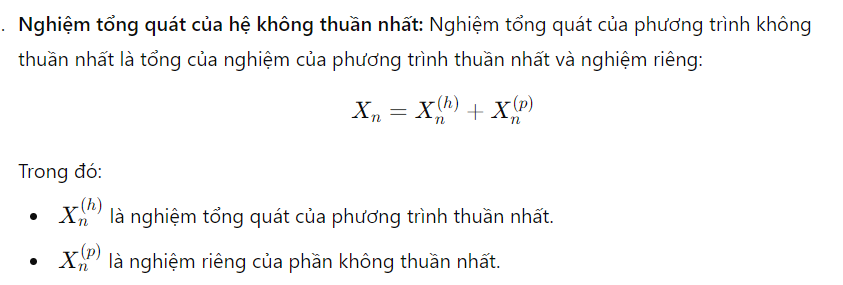 . Nghiệm tổng quát của hệ không thuần nhất: Nghiệm tổng quát của phương trình không
thuần nhất là tổng của nghiệm của phương trình thuần nhất và nghiệm riêng:
$X_n = X_n^{(h)} + X_n^{(p)}$
Trong đó:
• $X_n^{(h)}$ là nghiệm tổng quát của phương trình thuần nhất.
• $X_n^{(p)}$ là nghiệm riêng của phần không thuần nhất.